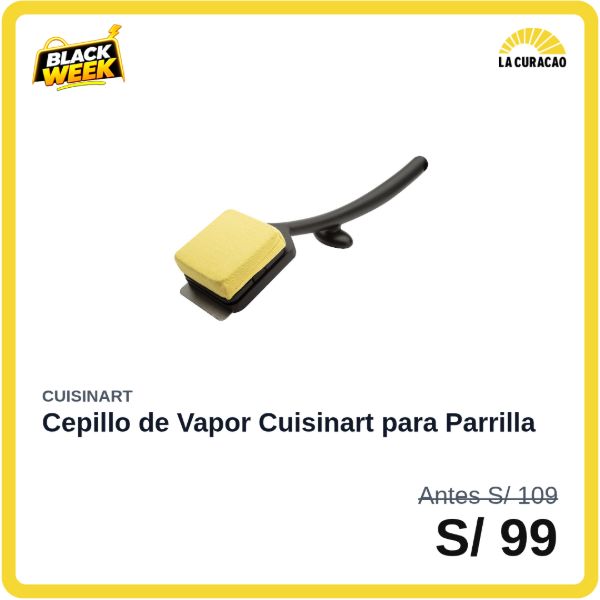 BLACK
WEEK
LA CURACAO
CUISINART
Cepillo de Vapor Cuisinart para Parrilla
Antes S/ 109
S/ 99